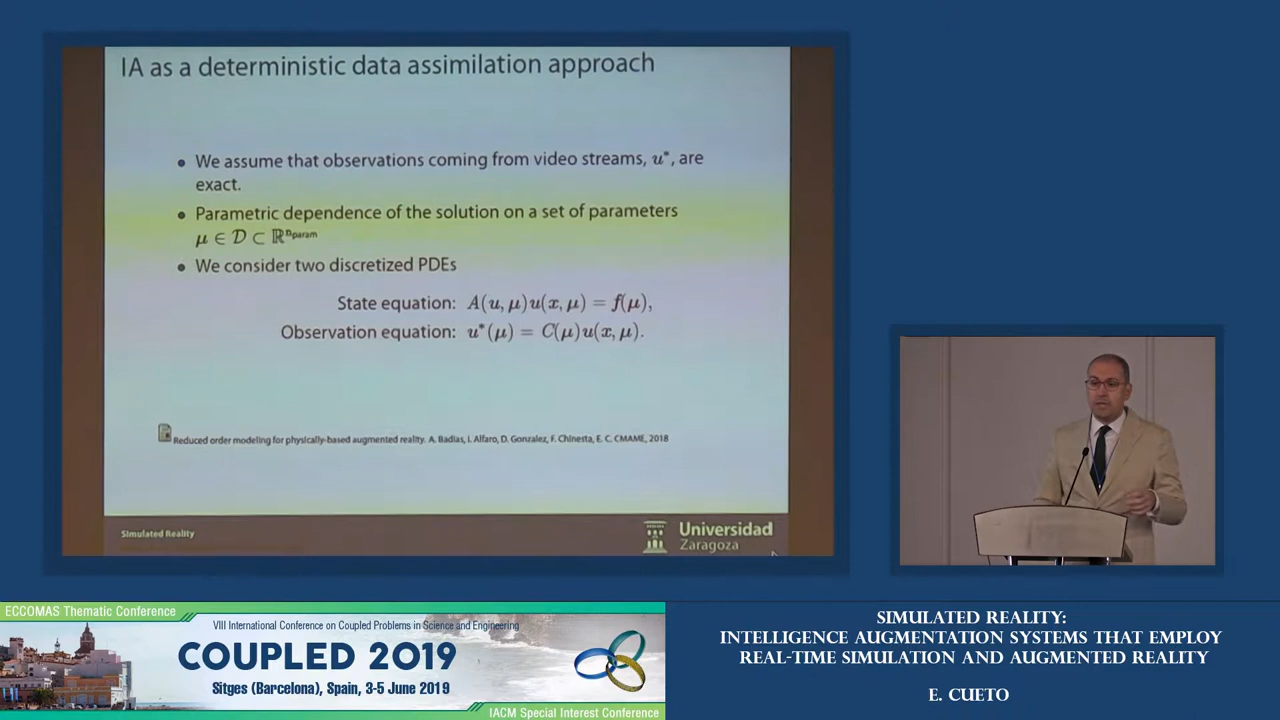 IA as a deterministic data assimilation approach
• We assume that observations coming from video streams, u*, are
exact.
• Parametric dependence of the solution on a set of parameters
μ ∈ 𝒟 ⊂ ℝⁿparam
• We consider two discretized PDEs
State equation: A(u, μ)u(x, μ) = f(μ),
Observation equation: u*(μ) = C(μ)u(x, μ).
Reduced order modeling for physically-based augmented reality. A. Badias, I. Alfaro, D. Gonzalez, F. Chinesta, E. C. CMAME, 2018
Simulated Reality
Universidad
Zaragoza
ECCOMAS Thematic Conference
VIII International Conference on Coupled Problems in Science and Engineering
COUPLED 2019
Sitges (Barcelona), Spain, 3-5 June 2019
IACM Special Interest Conference
SIMULATED REALITY:
INTELLIGENCE AUGMENTATION SYSTEMS THAT EMPLOY
REAL-TIME SIMULATION AND AUGMENTED REALITY
E. CUETO